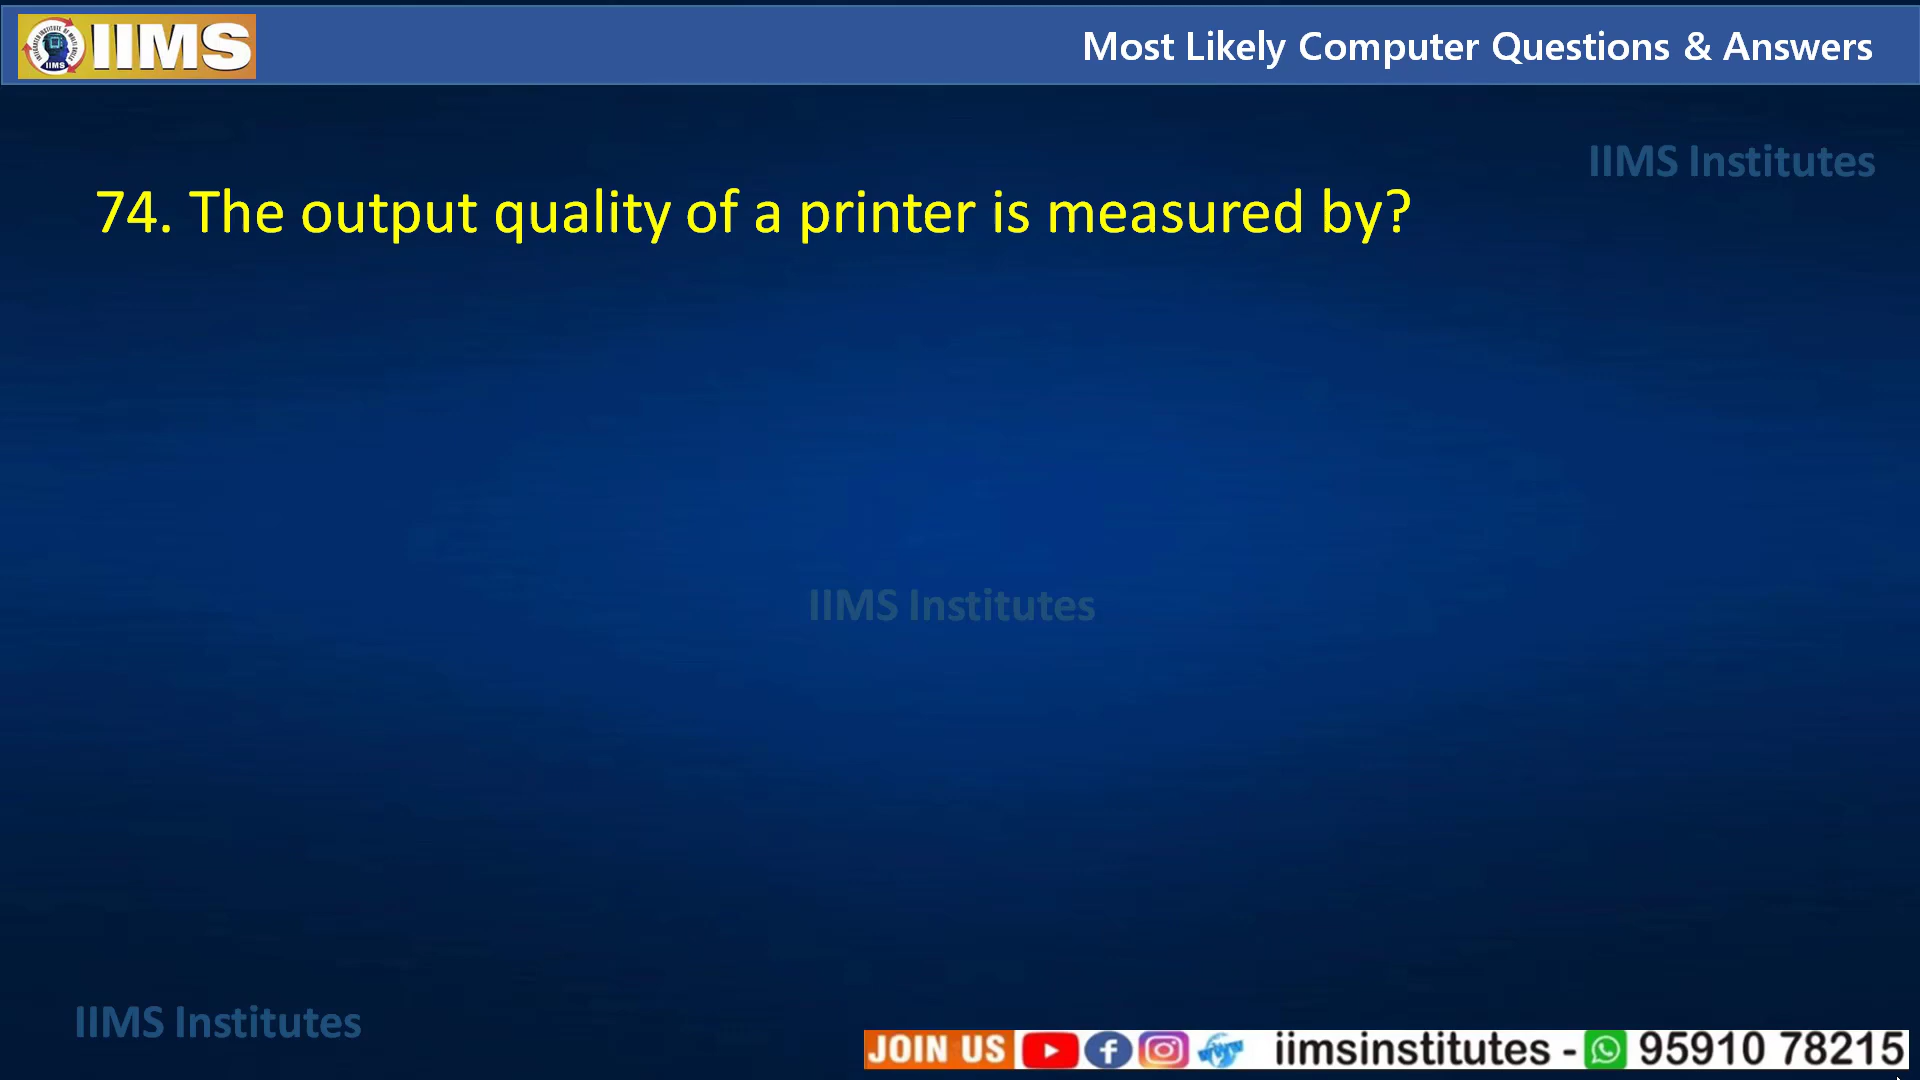 IIMS
Most Likely Computer Questions & Answers
IIMS Institutes
74. The output quality of a printer is measured by?
IIMS Institutes
IIMS Institutes
JOIN US iimsinstitutes - 95910 78215